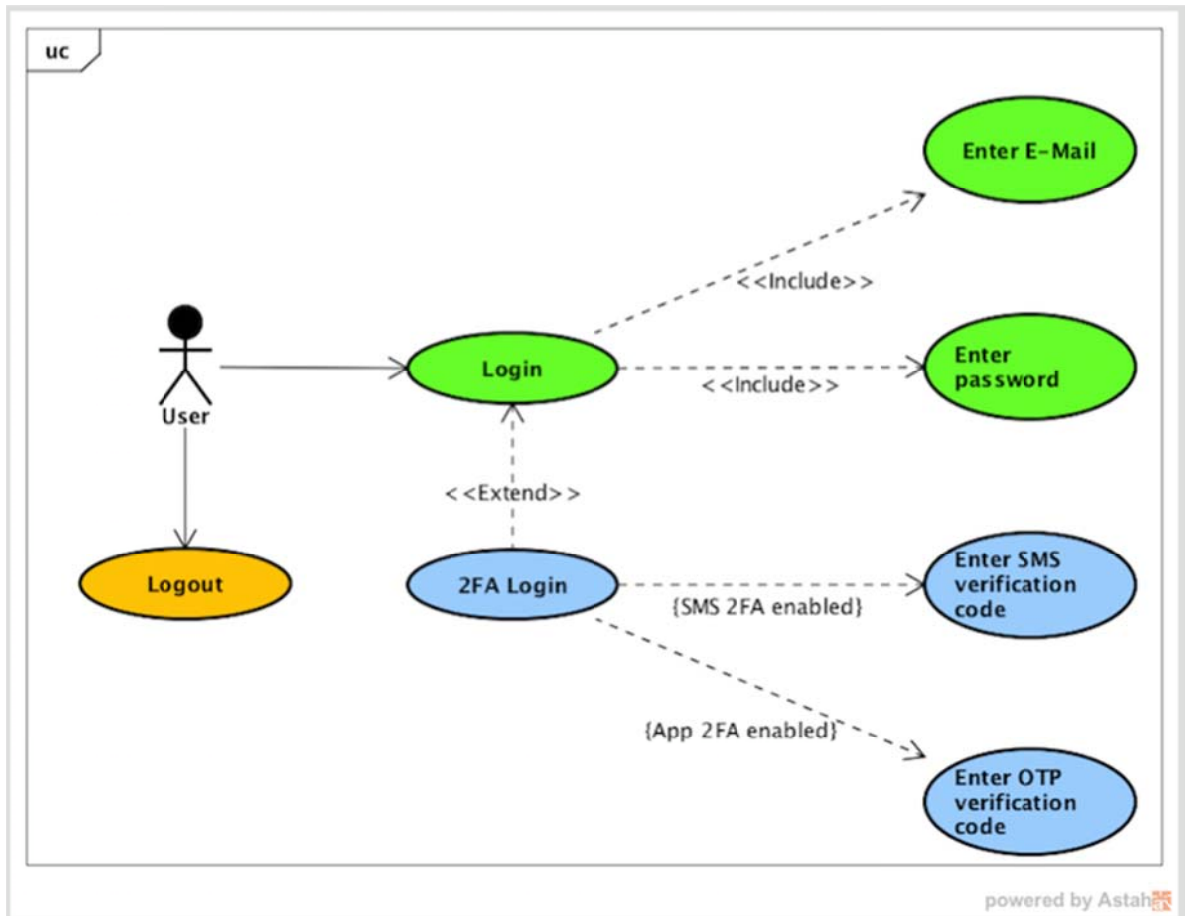 uc
Enter E-Mail
<<Include>>
Login
Enter
password
<<Include>>
User
<<Extend>>
Logout
2FA Login
Enter SMS
verification
code
{SMS 2FA enabled}
{App 2FA enabled}
Enter OTP
verification
code
powered by Astah